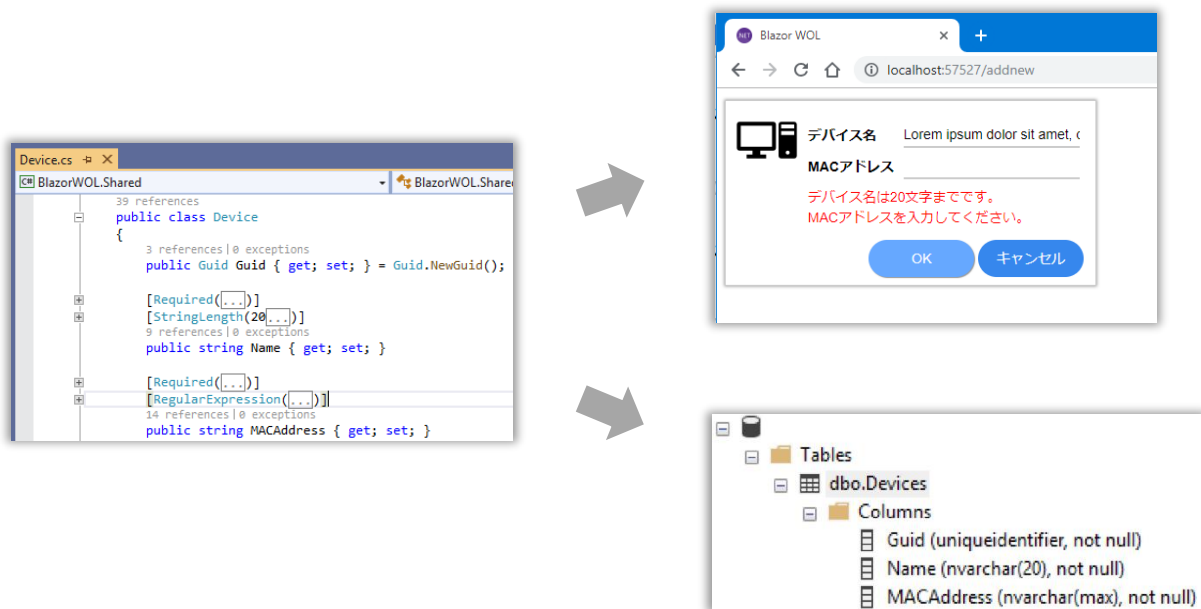 Device.cs
C# BlazorWOL.Shared
BlazorWOL.Share
39 references
public class Device
{
3 references | 0 exceptions
public Guid Guid { get; set; } = Guid.NewGuid();
[Required(...)]
[StringLength(20...)]
9 references | 0 exceptions
public string Name { get; set; }
[Required(...)]
[RegularExpression(...)]
14 references | 0 exceptions
public string MACAddress { get; set; }
NET Blazor WOL
localhost:57527/addnew
デバイス名 Lorem ipsum dolor sit amet, c
MACアドレス
デバイス名は20文字までです。
MACアドレスを入力してください。
OK キャンセル
Tables
dbo.Devices
Columns
Guid (uniqueidentifier, not null)
Name (nvarchar(20), not null)
MACAddress (nvarchar(max), not null)